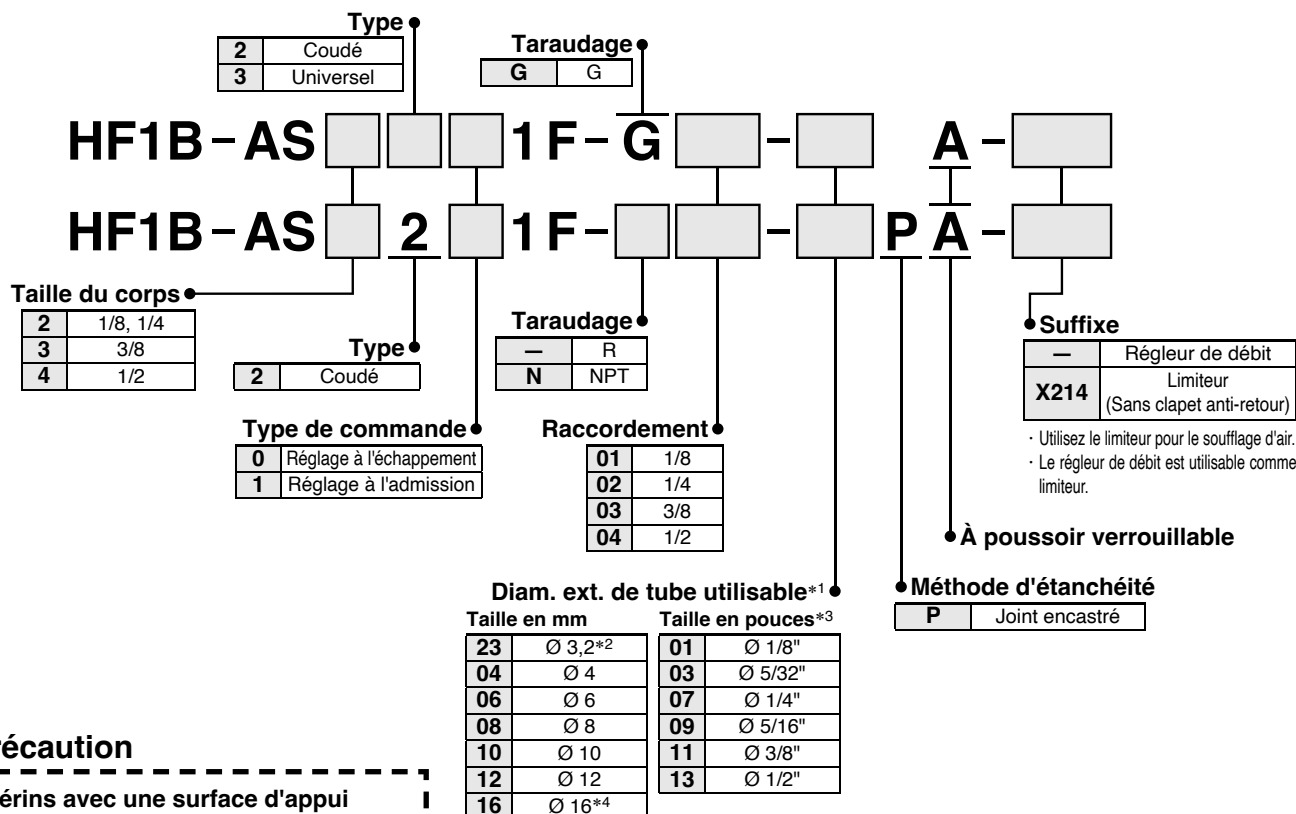 Type
2 Coudé
3 Universel
Taraudage
G G
HF1B-AS 1F-G - A -
HF1B-AS 2 1F- - P A -
Taille du corps
2 1/8, 1/4
3 3/8
4 1/2
Type
2 Coudé
Taraudage
— R
N NPT
Suffixe
— Régleur de débit
X214 Limiteur
(Sans clapet anti-retour)
· Utilisez le limiteur pour le soufflage d'air.
· Le régleur de débit est utilisable comme
limiteur.
Type de commande
0 Réglage à l'échappement
1 Réglage à l'admission
Raccordement
01 1/8
02 1/4
03 3/8
04 1/2
À poussoir verrouillable
Méthode d'étanchéité
P Joint encastré
Diam. ext. de tube utilisable*1
Taille en mm
23 Ø 3,2*2
04 Ø 4
06 Ø 6
08 Ø 8
10 Ø 10
12 Ø 12
16 Ø 16*4
Taille en pouces*3
01 Ø 1/8"
03 Ø 5/32"
07 Ø 1/4"
09 Ø 5/16"
11 Ø 3/8"
13 Ø 1/2"
récaution
érins avec une surface d'appui